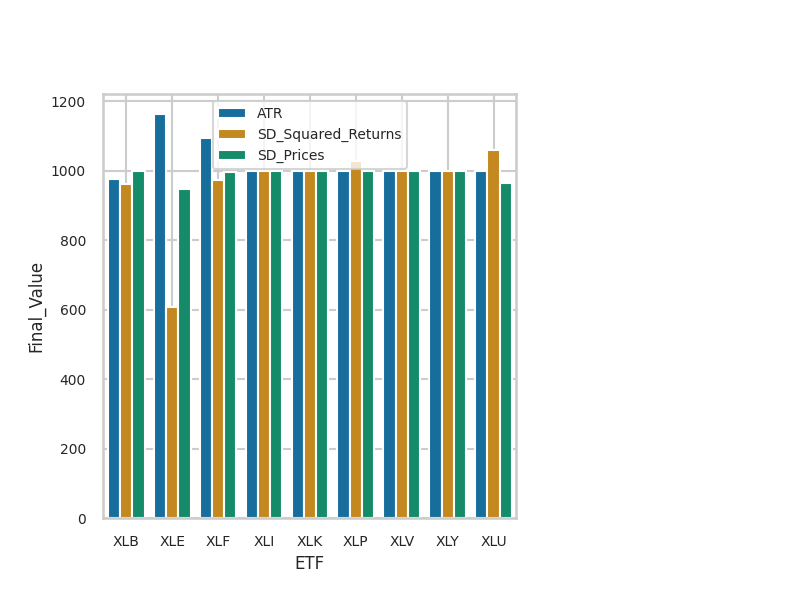 1200
1000
800
600
400
200
0
Final_Value
ATR
SD_Squared_Returns
SD_Prices
XLB XLE XLF XLI XLK XLP XLV XLY XLU
ETF